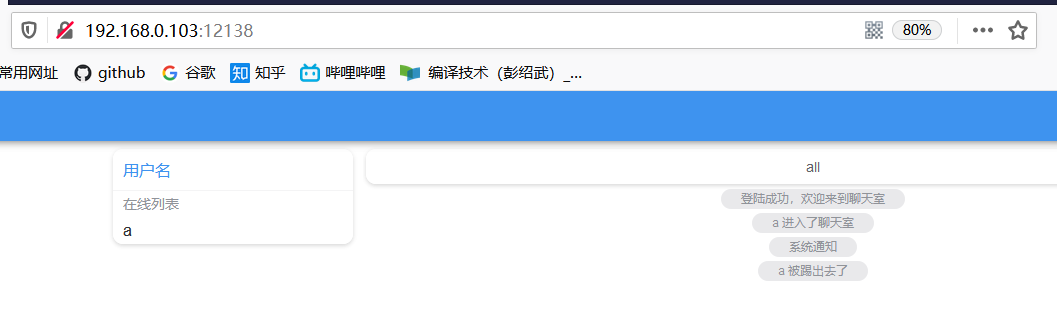 192.168.0.103:12138 80%
常用网址 github 谷歌 知乎 哔哩哔哩 编译技术（彭绍武）_...
用户名
all
在线列表
登陆成功，欢迎来到聊天室
a
a 进入了聊天室
系统通知
a 被踢出去了